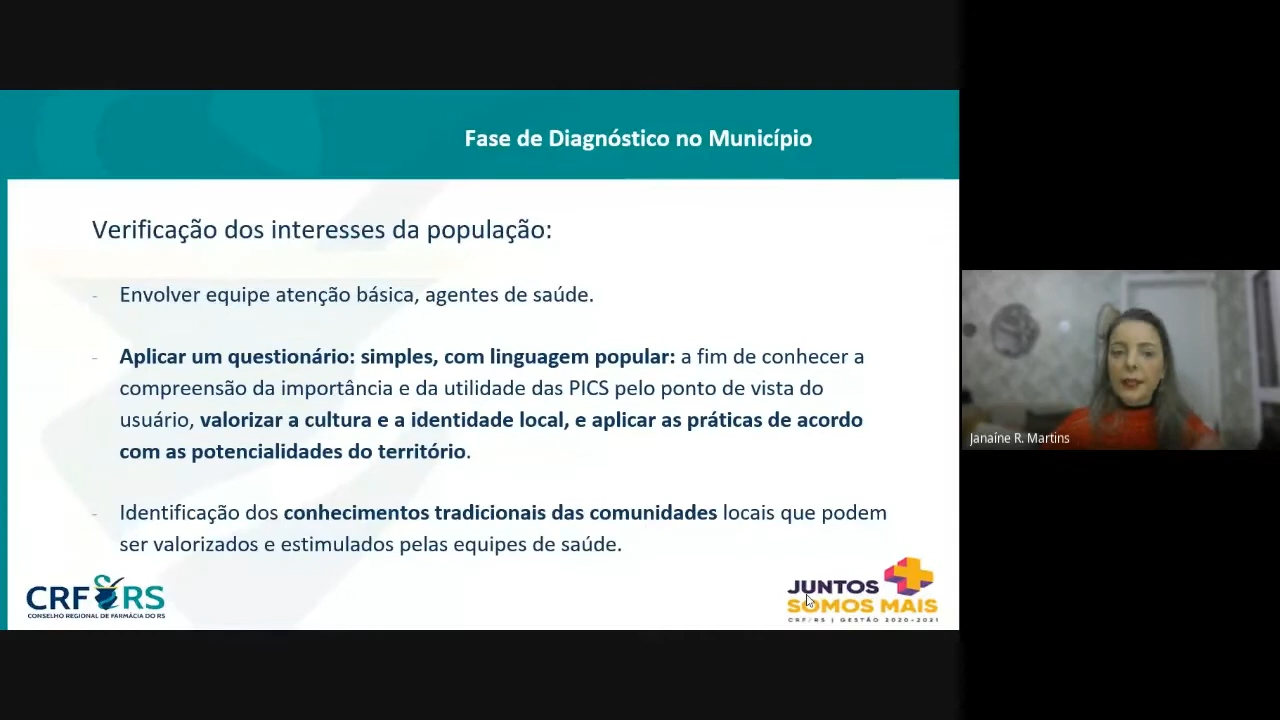 Fase de Diagnóstico no Município
Verificação dos interesses da população:
- Envolver equipe atenção básica, agentes de saúde.
- Aplicar um questionário: simples, com linguagem popular: a fim de conhecer a
compreensão da importância e da utilidade das PICS pelo ponto de vista do
usuário, valorizar a cultura e a identidade local, e aplicar as práticas de acordo
com as potencialidades do território.
- Identificação dos conhecimentos tradicionais das comunidades locais que podem
ser valorizados e estimulados pelas equipes de saúde.
CRF RS
CONSELHO REGIONAL DE FARMÁCIA DO RS
JUNTOS
SOMOS MAIS
CRF/RS | GESTÃO 2020-2021
Janaíne R. Martins